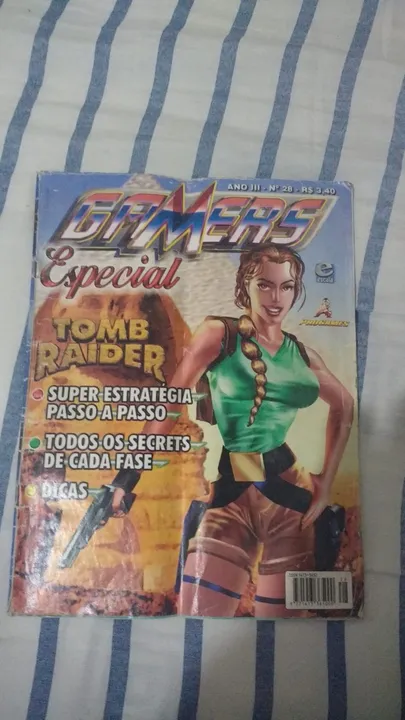 ANO III - Nº 28 - R$ 3,40
GAMERS
Especial
TOMB
RAIDER
SUPER ESTRATÉGIA
PASSO A PASSO
TODOS OS SECRETS
DE CADA FASE
DICAS